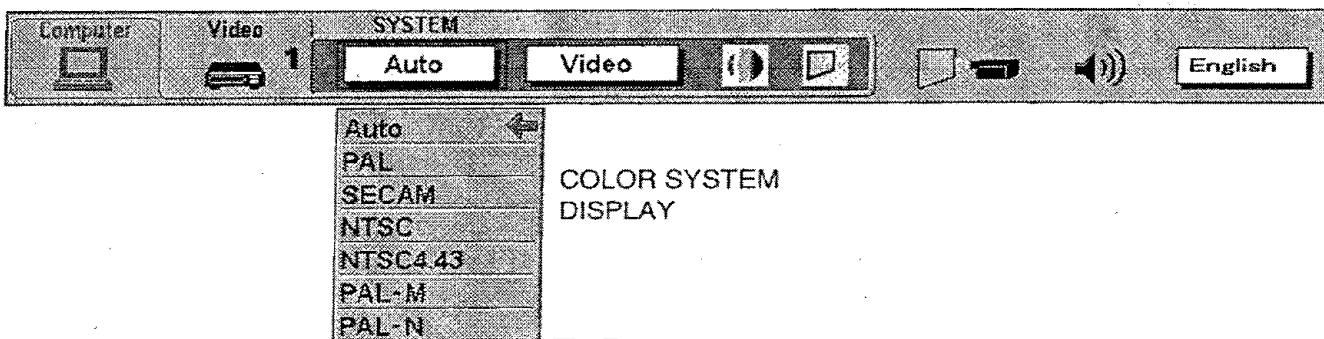 Computer Video SYSTEM
1 Auto Video English
Auto
PAL
SECAM
NTSC
NTSC4.43
PAL-M
PAL-N
COLOR SYSTEM
DISPLAY